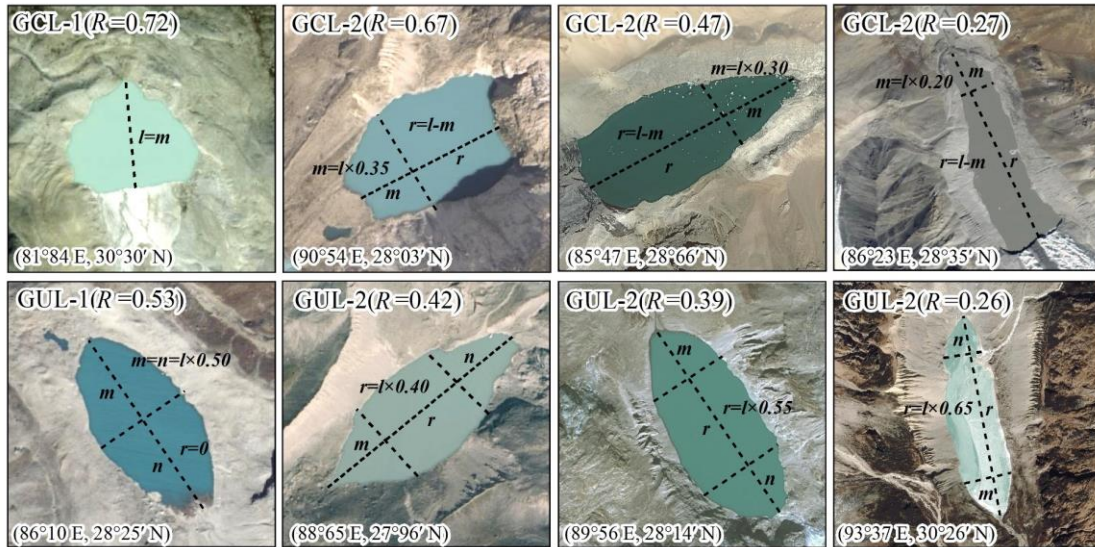 GCL-1(R=0.72)
l=m
(81°84 E, 30°30′ N)
GCL-2(R=0.67)
r=l-m
m=l×0.35
r
m
(90°54 E, 28°03′ N)
GCL-2(R=0.47)
m=l×0.30
r=l-m
m
r
(85°47 E, 28°66′ N)
GCL-2(R=0.27)
m
m=l×0.20
r=l-m
r
(86°23 E, 28°35′ N)
GUL-1(R=0.53)
m=n=l×0.50
m
r=0
n
(86°10 E, 28°25′ N)
GUL-2(R=0.42)
n
r=l×0.40
r
m
(88°65 E, 27°96′ N)
GUL-2(R=0.39)
m
r=l×0.55
r
n
(89°56 E, 28°14′ N)
GUL-2(R=0.26)
n
r=l×0.65
r
m
(93°37 E, 30°26′ N)